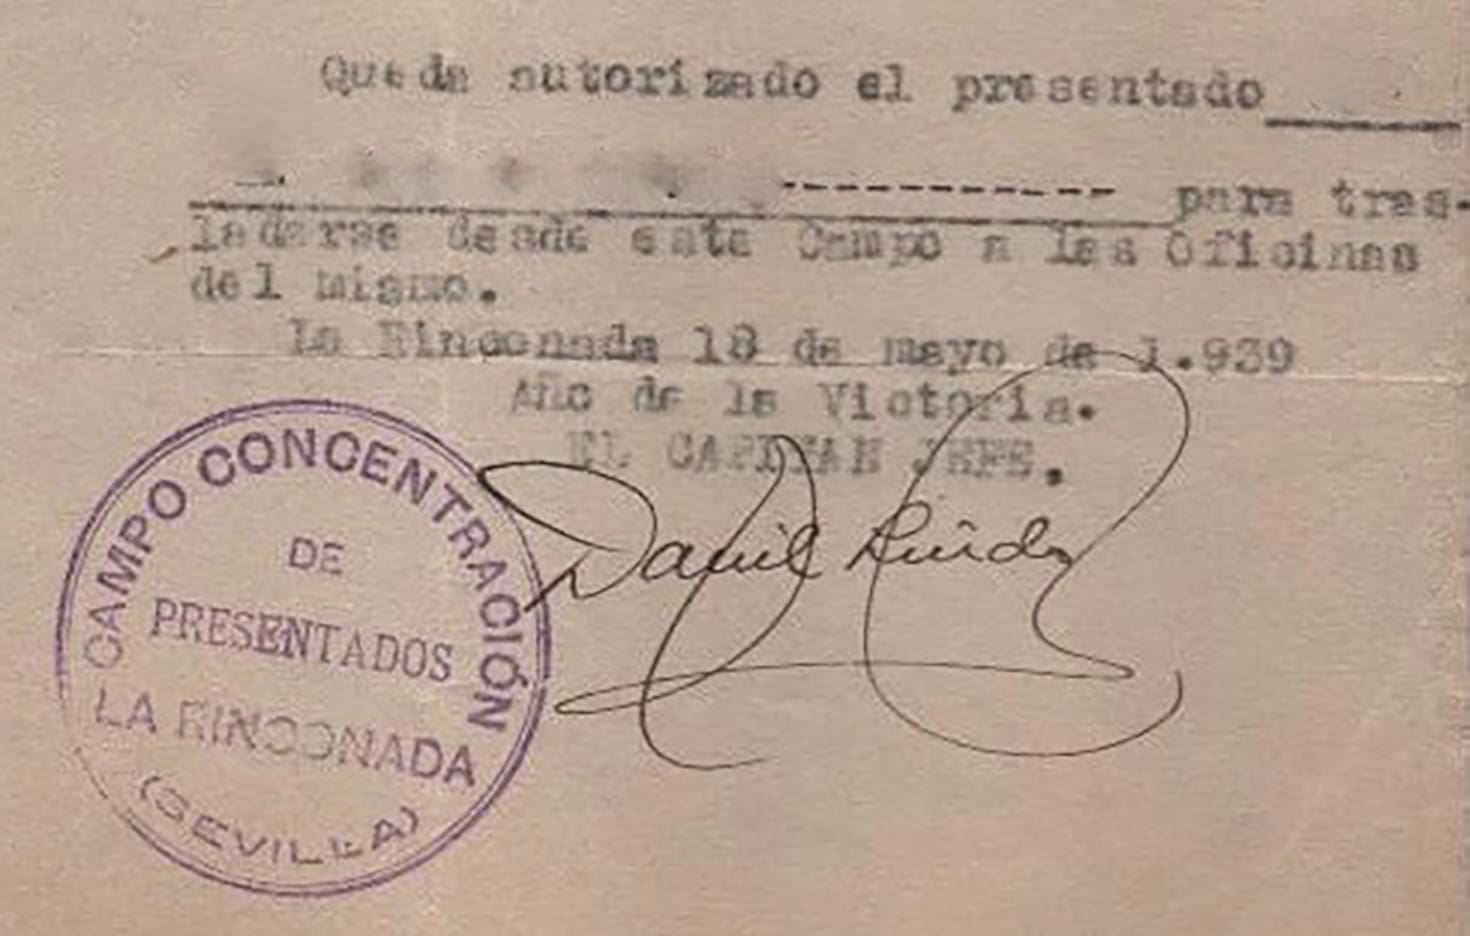 Queda autorizado el presentado
---------------- para tras-
ladarse desde este Campo a las Oficinas
del mismo.
La Rinconada 18 de mayo de 1.939
Año de la Victoria.
EL CAPITAN JEFE.
CAMPO CONCENTRACIÓN
DE
PRESENTADOS
LA RINCONADA
(SEVILLA)